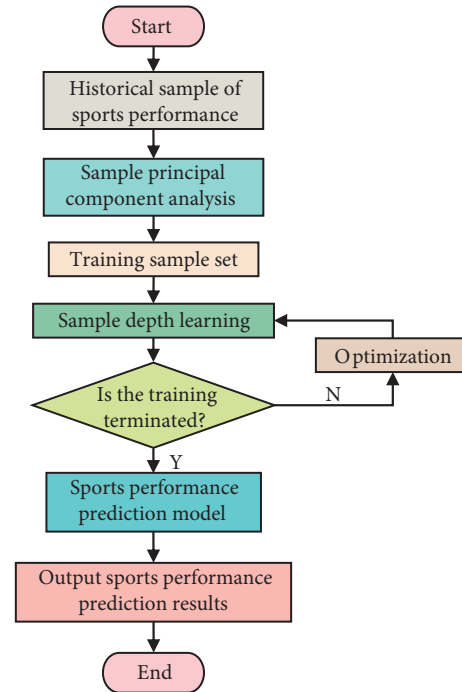 Start
Historical sample of
sports performance
Sample principal
component analysis
Training sample set
Sample depth learning
Optimization
Is the training
terminated?
N
Y
Sports performance
prediction model
Output sports performance
prediction results
End